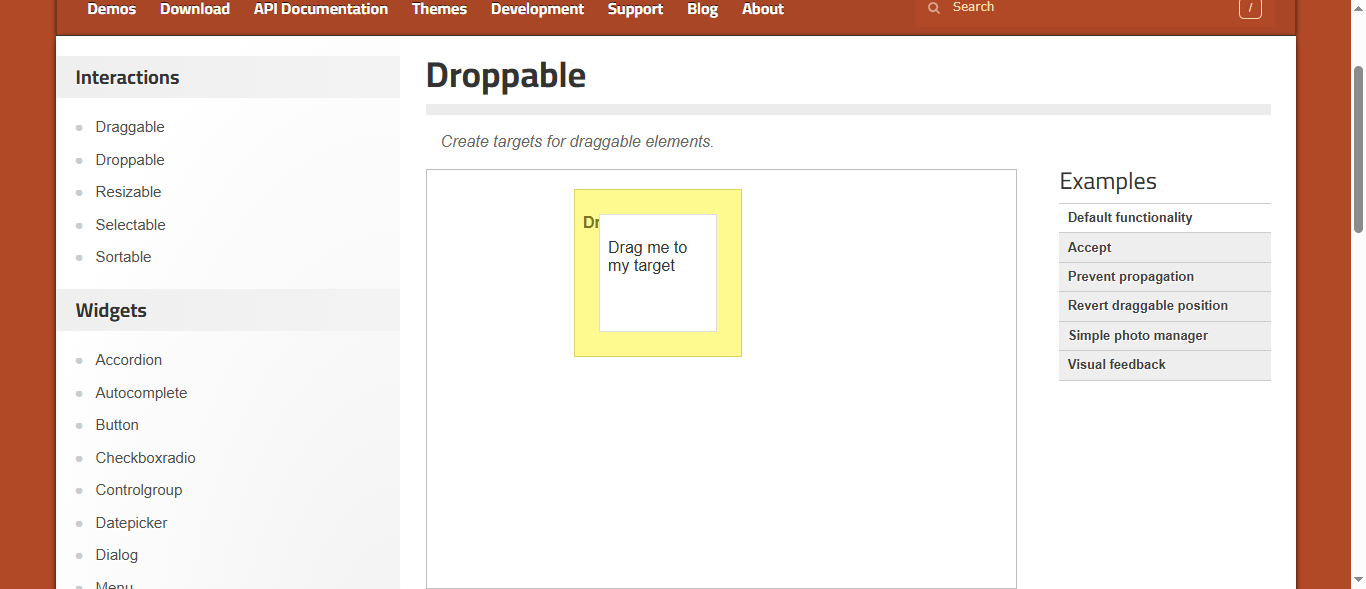 Demos Download API Documentation Themes Development Support Blog About Search /
Interactions
Draggable
Droppable
Resizable
Selectable
Sortable
Widgets
Accordion
Autocomplete
Button
Checkboxradio
Controlgroup
Datepicker
Dialog
Menu
Droppable
Create targets for draggable elements.
Dr
Drag me to
my target
Examples
Default functionality
Accept
Prevent propagation
Revert draggable position
Simple photo manager
Visual feedback